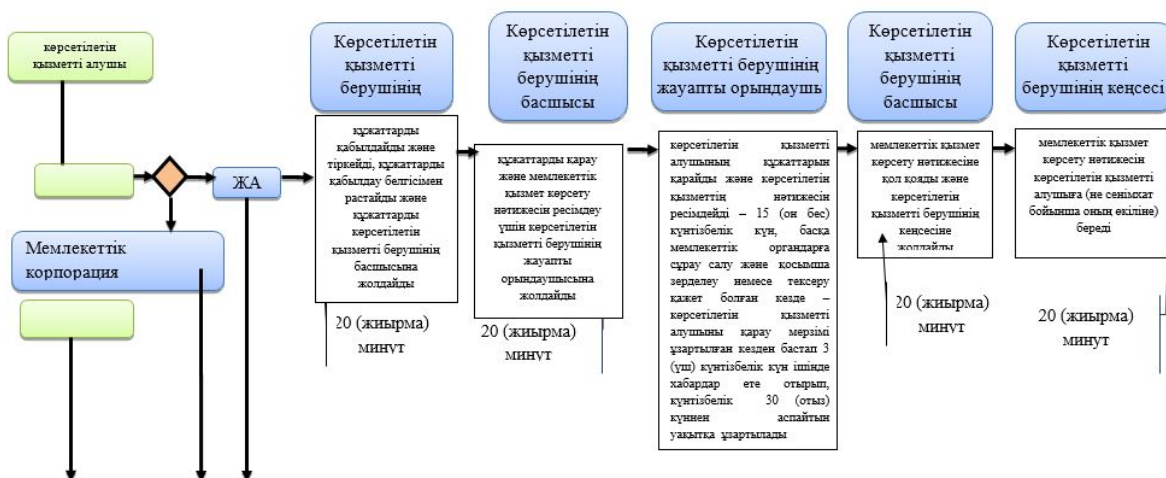 көрсетілетін
қызметті алушы
Көрсетілетін
қызметті
берушінің
Көрсетілетін
қызметті
берушінің
басшысы
Көрсетілетін
қызметті берушінің
жауапты орындаушь
Көрсетілетін
қызметті
берушінің
басшысы
Көрсетілетін
қызметті
берушінің кеңсесі
ЖА
Мемлекеттік
корпорация
құжаттарды
қабылдайды және
тіркейді, құжаттарды
қабылдау белгісімен
растайды және
құжаттарды
көрсетілетін
қызметті берушінің
басшысына
жолдайды
20 (жиырма)
минут
құжаттарды қарау
және мемлекеттік
қызмет көрсету
нәтижесін ресімдеу
үшін көрсетілетін
қызметті берушінің
жауапты
орындаушысына
жолдайды
20 (жиырма)
минут
көрсетілетін қызметті
алушының құжаттарын
қарайды және көрсетілетін
қызметтің нәтижесін
ресімдейді – 15 (он бес)
күнтізбелік күн, басқа
мемлекеттік органдарға
сұрау салу және қосымша
зерделеу немесе тексеру
қажет болған кезде –
көрсетілетін қызметті
алушыны қарау мерзімі
ұзартылған кезден бастап 3
(үш) күнтізбелік күн ішінде
хабардар ете отырып,
күнтізбелік 30 (отыз)
күннен аспайтын
уақытқа ұзартылады
мемлекеттік қызмет
көрсету нәтижесіне
қол қояды және
көрсетілетін
қызметті берушінің
кеңсесіне
жолдайды
20 (жиырма)
минут
мемлекеттік қызмет
көрсету нәтижесін
көрсетілетін қызметті
алушыға (не сенімхат
бойынша оның өкіліне)
береді
20 (жиырма)
минут